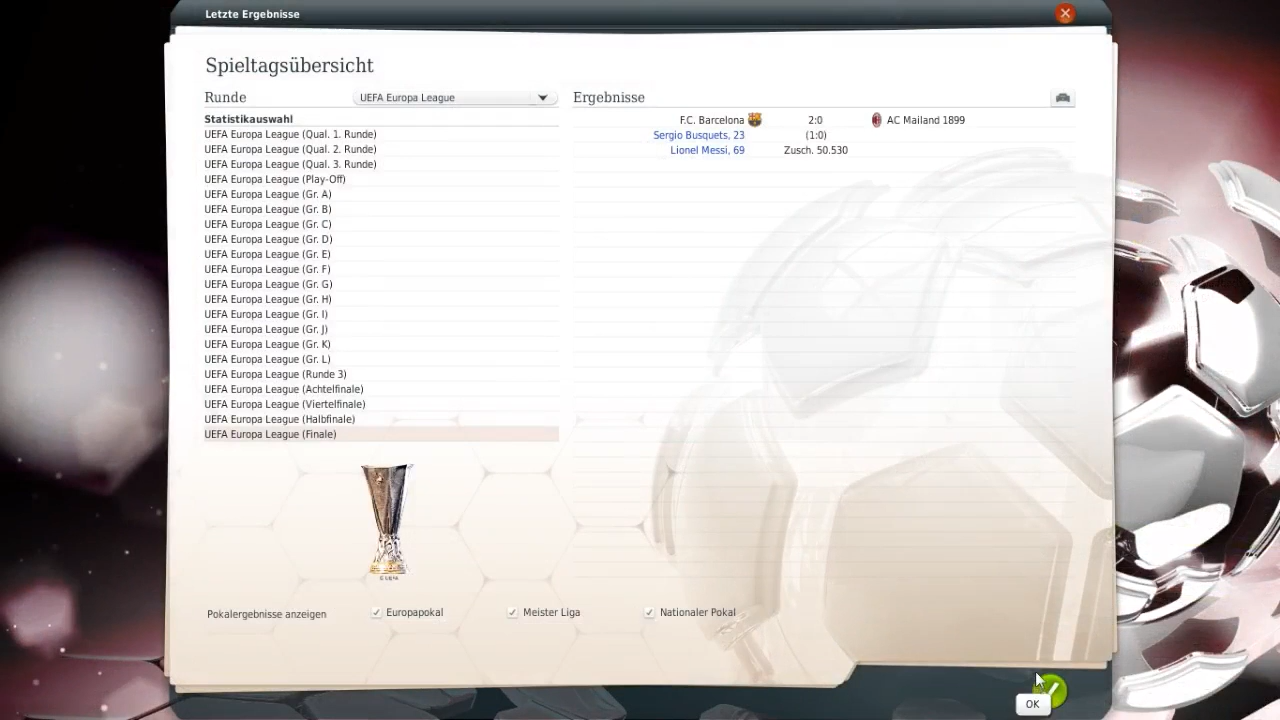 Letzte Ergebnisse
Spieltagsübersicht
Runde
UEFA Europa League
Statistikauswahl
UEFA Europa League (Qual. 1. Runde)
UEFA Europa League (Qual. 2. Runde)
UEFA Europa League (Qual. 3. Runde)
UEFA Europa League (Play-Off)
UEFA Europa League (Gr. A)
UEFA Europa League (Gr. B)
UEFA Europa League (Gr. C)
UEFA Europa League (Gr. D)
UEFA Europa League (Gr. E)
UEFA Europa League (Gr. F)
UEFA Europa League (Gr. G)
UEFA Europa League (Gr. H)
UEFA Europa League (Gr. I)
UEFA Europa League (Gr. J)
UEFA Europa League (Gr. K)
UEFA Europa League (Gr. L)
UEFA Europa League (Runde 3)
UEFA Europa League (Achtelfinale)
UEFA Europa League (Viertelfinale)
UEFA Europa League (Halbfinale)
UEFA Europa League (Finale)
Ergebnisse
F.C. Barcelona 2:0 AC Mailand 1899
Sergio Busquets, 23 (1:0)
Lionel Messi, 69 Zusch. 50.530
Pokalergebnisse anzeigen Europapokal Meister Liga Nationaler Pokal
OK